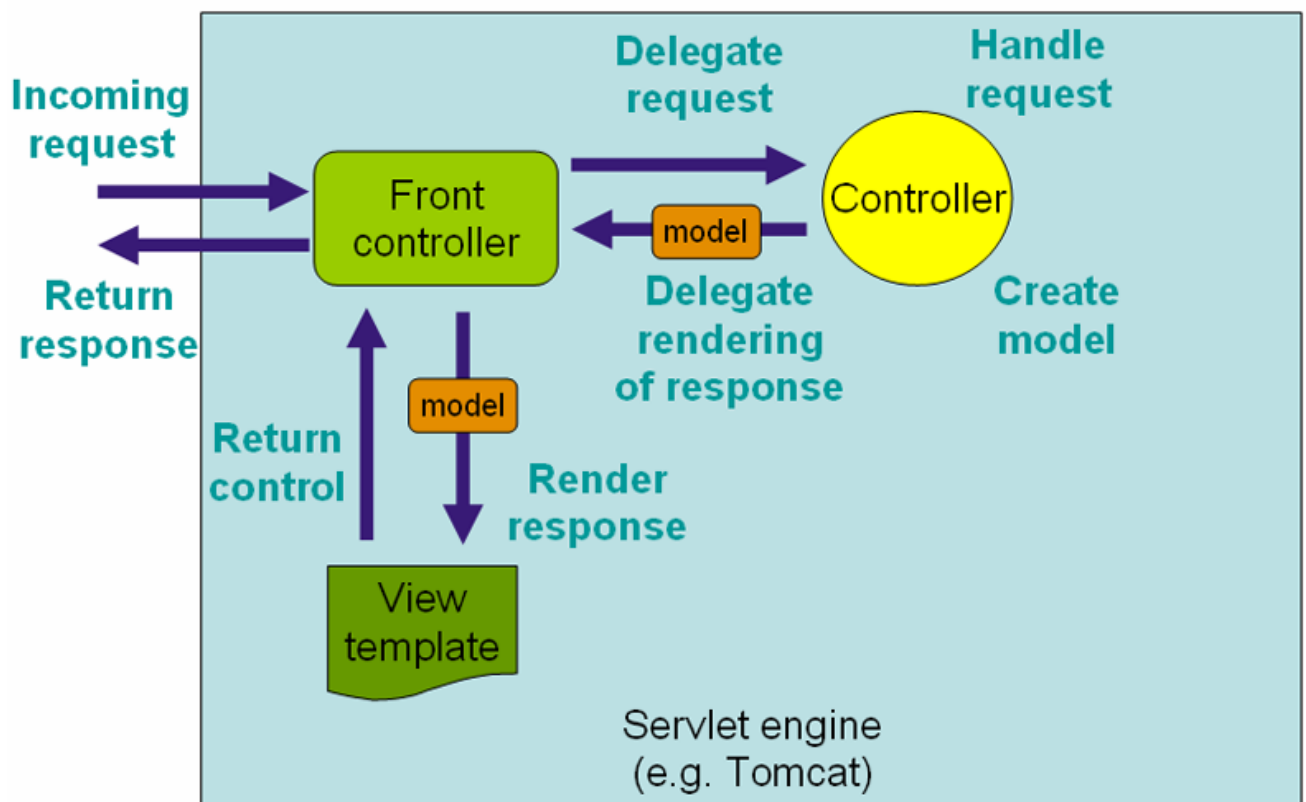 Incoming
request
Return
response
Front
controller
Delegate
request
Handle
request
Controller
model
Delegate
rendering
of response
Create
model
Return
control
model
Render
response
View
template
Servlet engine
(e.g. Tomcat)